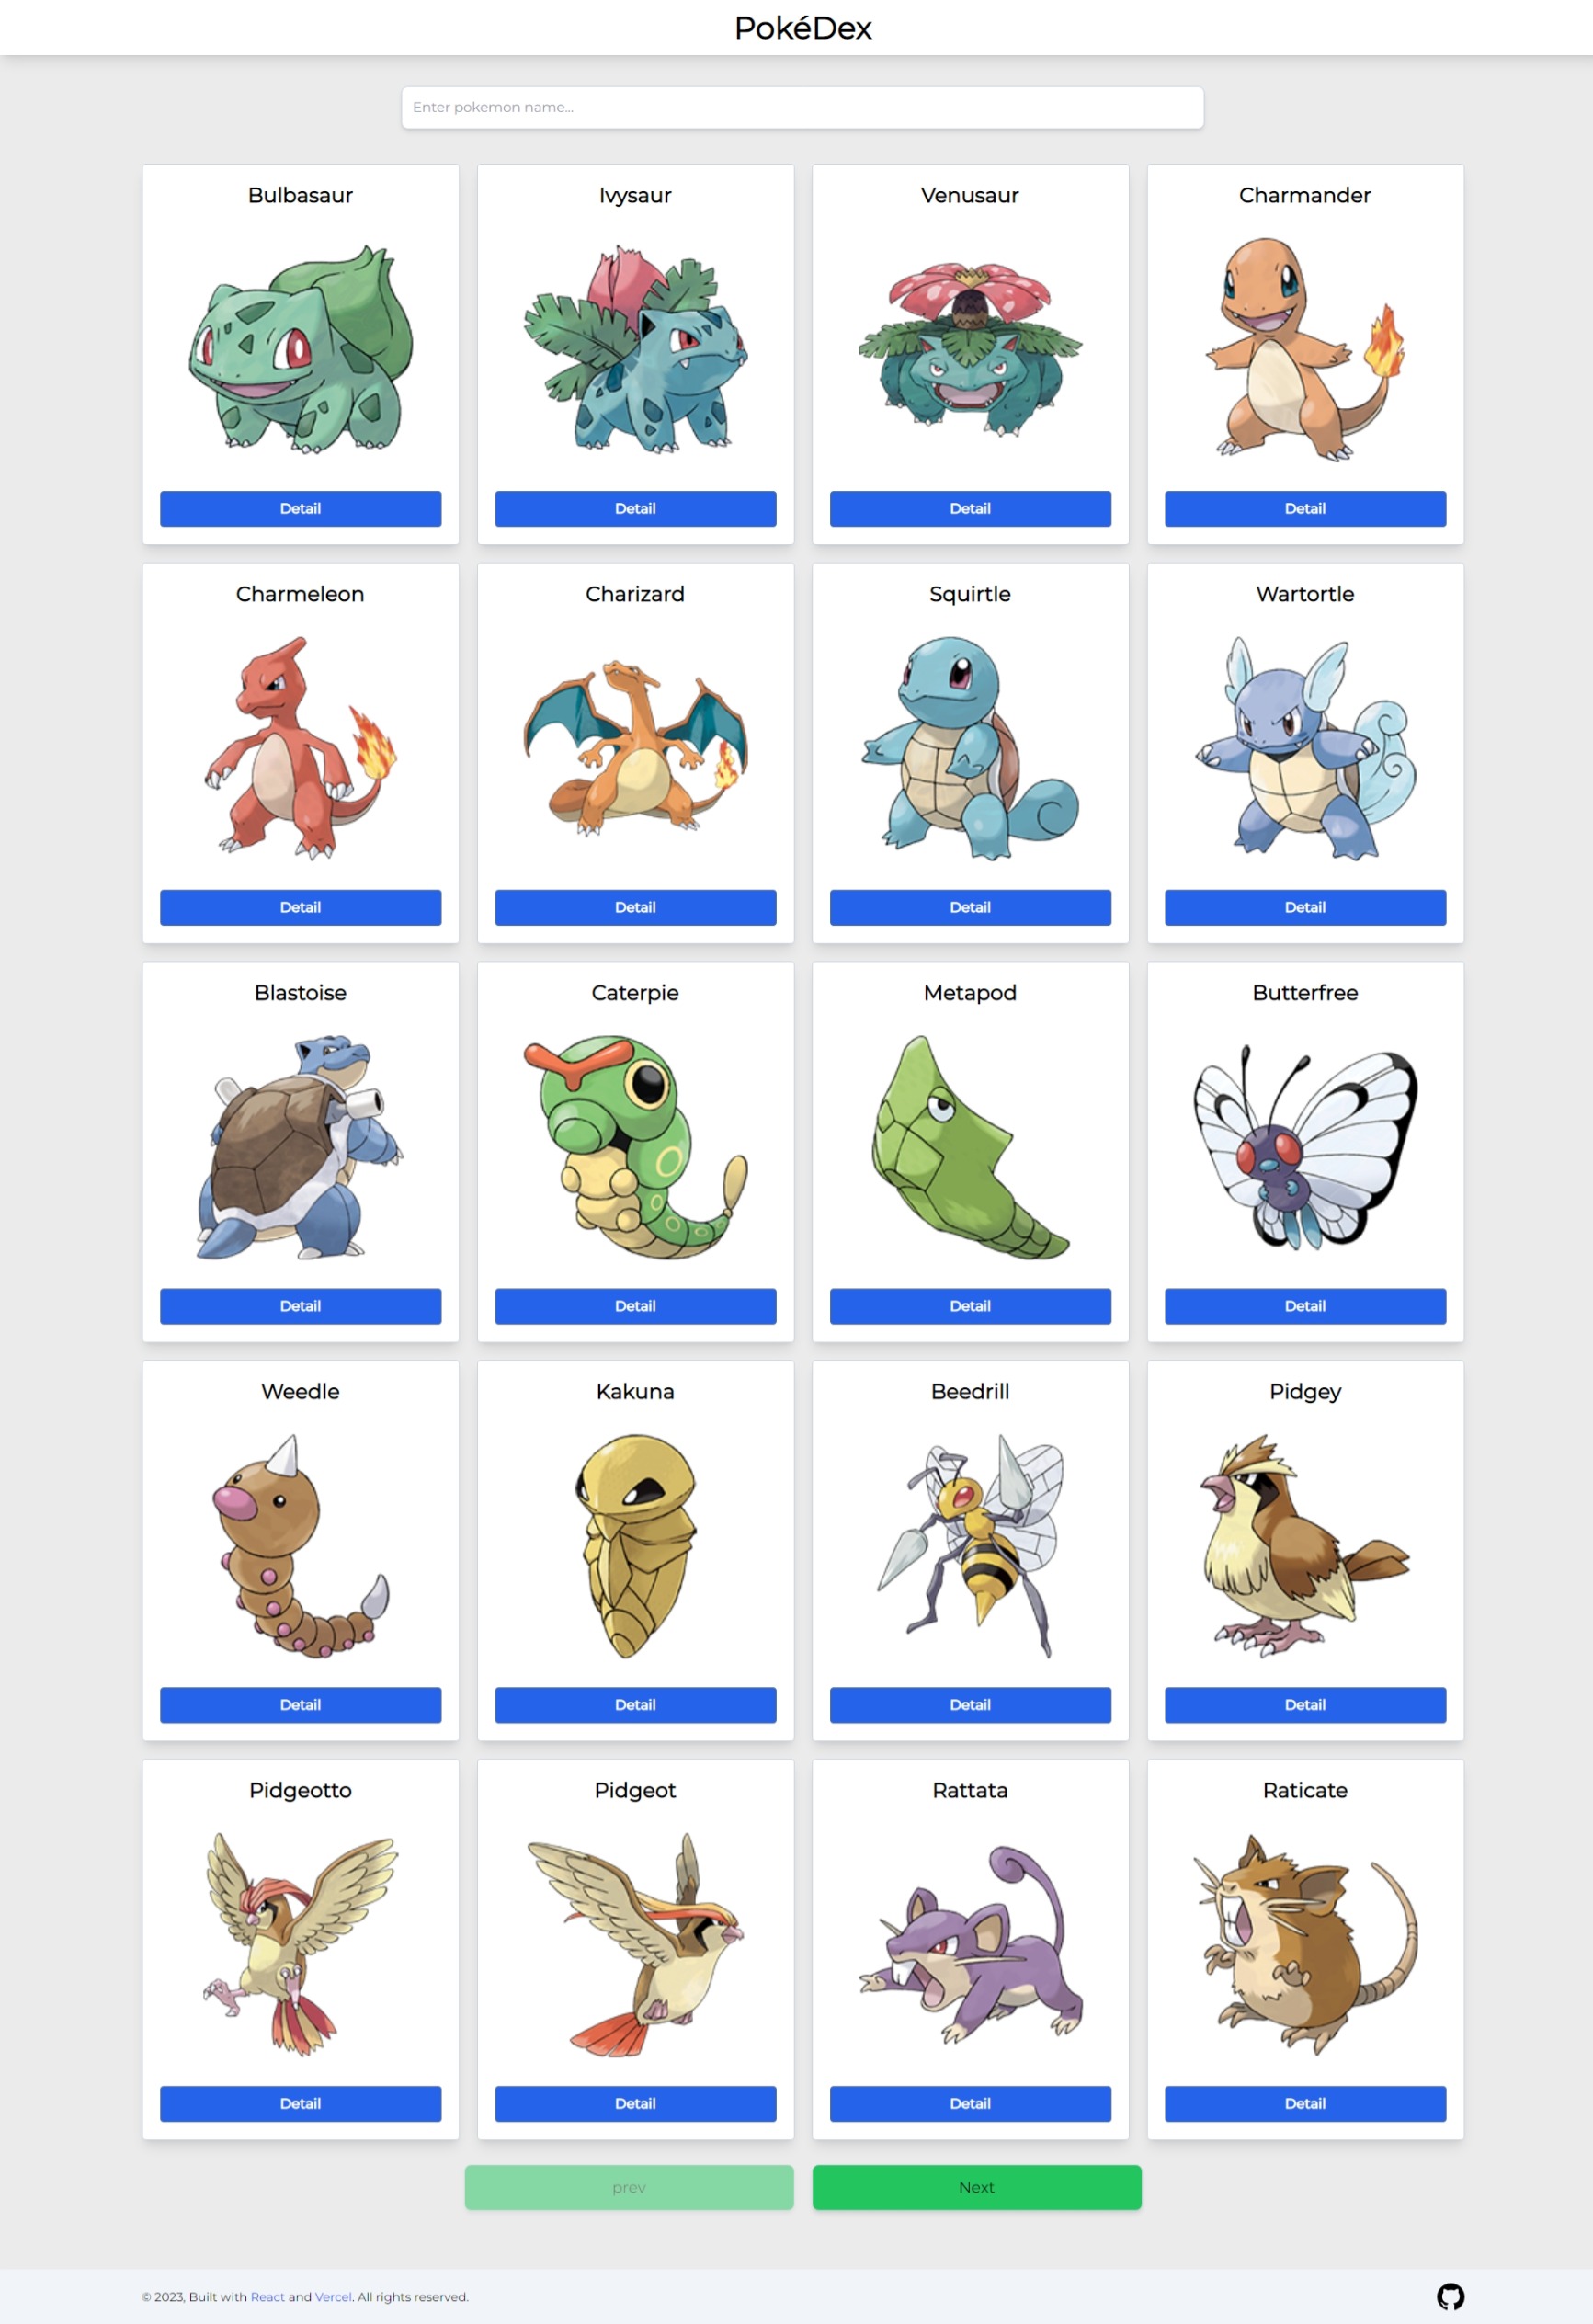 PokéDex
Enter pokemon name...
Bulbasaur
Ivysaur
Venusaur
Charmander
Detail
Detail
Detail
Detail
Charmeleon
Charizard
Squirtle
Wartortle
Detail
Detail
Detail
Detail
Blastoise
Caterpie
Metapod
Butterfree
Detail
Detail
Detail
Detail
Weedle
Kakuna
Beedrill
Pidgey
Detail
Detail
Detail
Detail
Pidgeotto
Pidgeot
Rattata
Raticate
Detail
Detail
Detail
Detail
prev
Next
© 2023, Built with React and Vercel. All rights reserved.